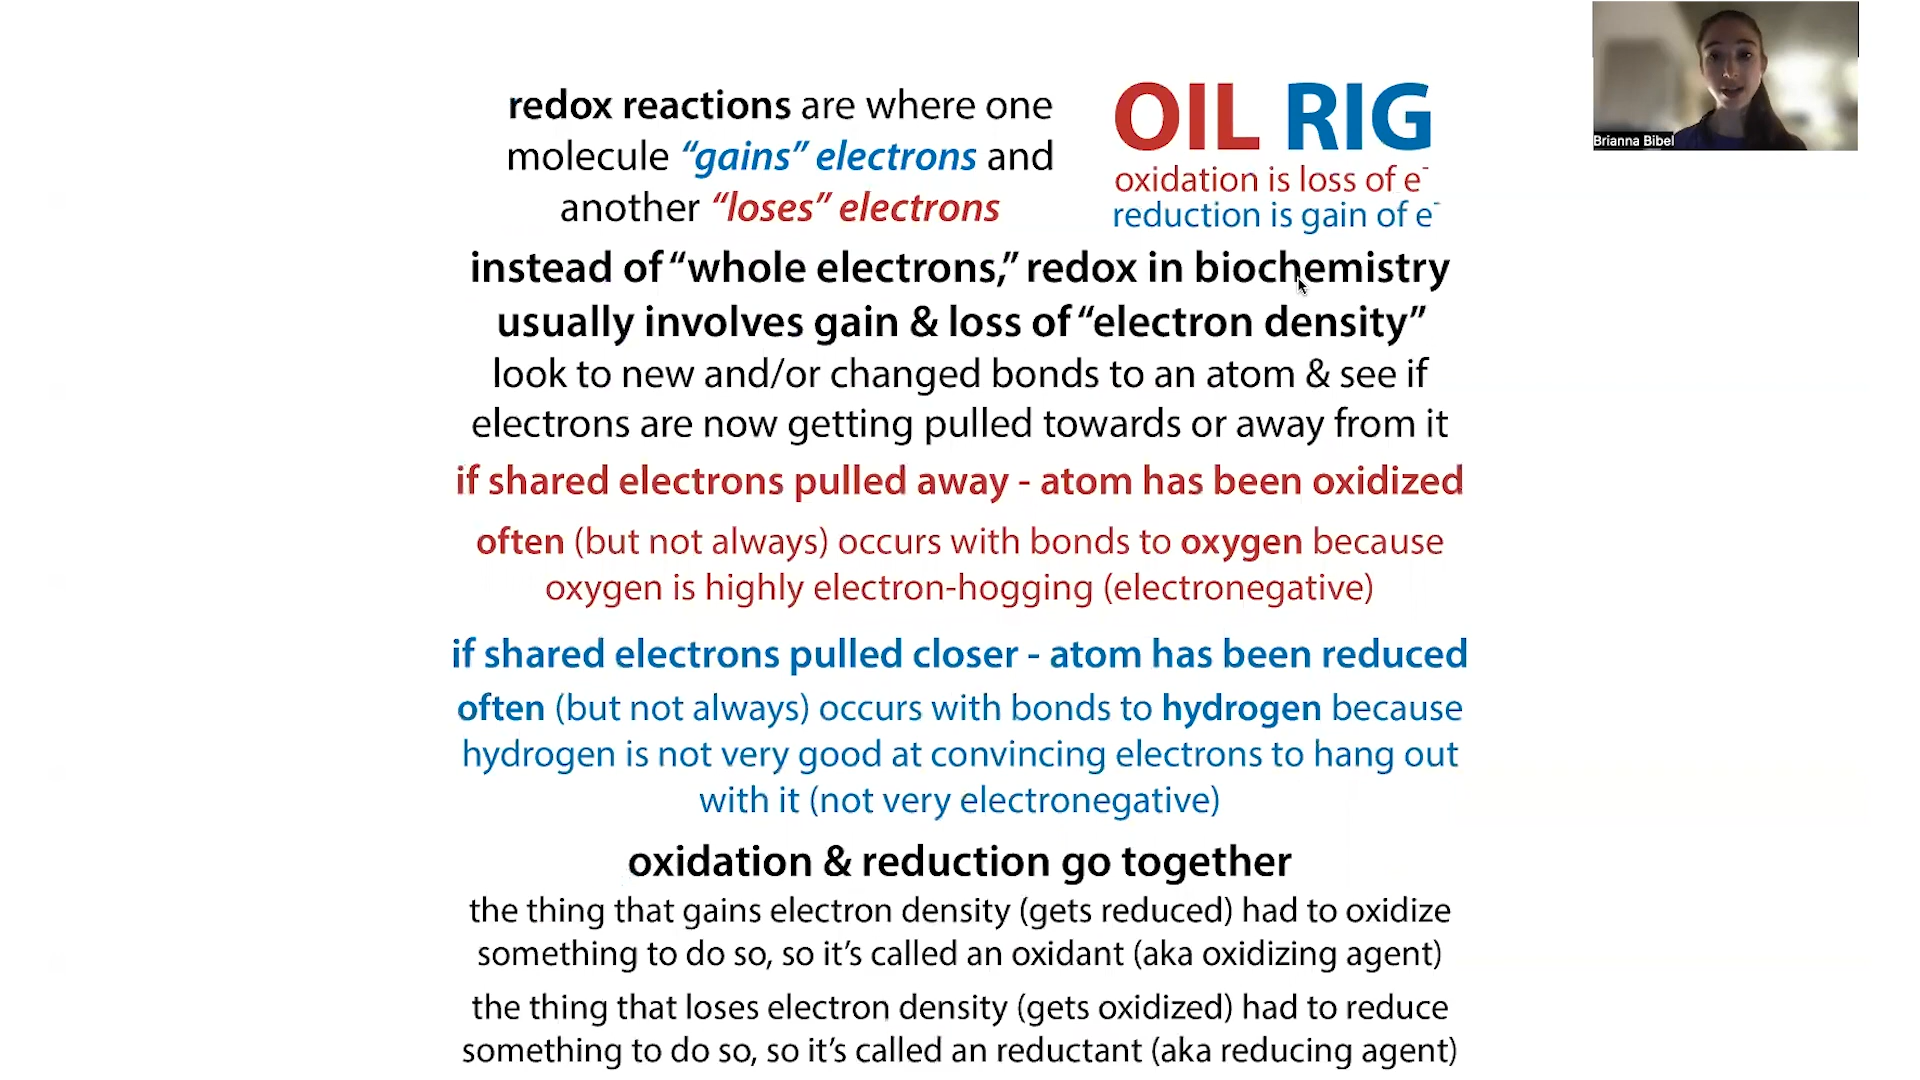 redox reactions are where one
molecule “gains” electrons and
another “loses” electrons
OIL RIG
oxidation is loss of e⁻
reduction is gain of e⁻
Brianna Bibel
instead of “whole electrons,” redox in biochemistry
usually involves gain & loss of “electron density”
look to new and/or changed bonds to an atom & see if
electrons are now getting pulled towards or away from it
if shared electrons pulled away - atom has been oxidized
often (but not always) occurs with bonds to oxygen because
oxygen is highly electron-hogging (electronegative)
if shared electrons pulled closer - atom has been reduced
often (but not always) occurs with bonds to hydrogen because
hydrogen is not very good at convincing electrons to hang out
with it (not very electronegative)
oxidation & reduction go together
the thing that gains electron density (gets reduced) had to oxidize
something to do so, so it’s called an oxidant (aka oxidizing agent)
the thing that loses electron density (gets oxidized) had to reduce
something to do so, so it’s called an reductant (aka reducing agent)